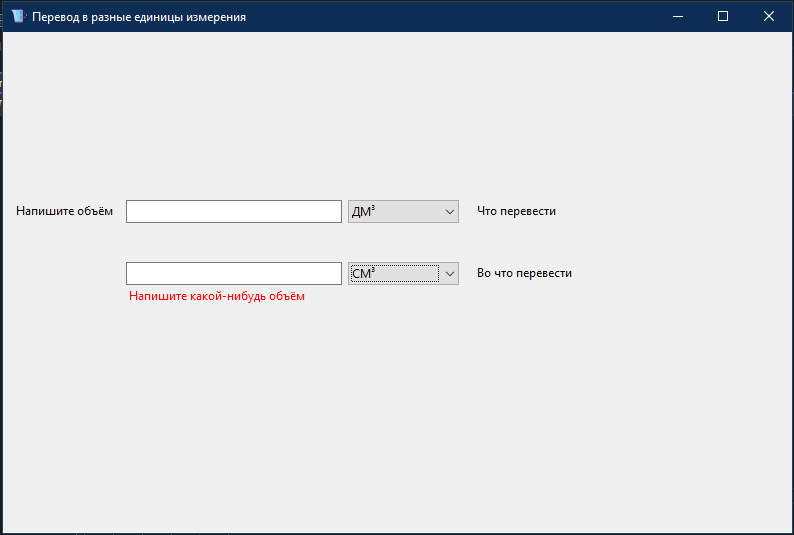 Перевод в разные единицы измерения
Напишите объём ДМ³ Что перевести
СМ³ Во что перевести
Напишите какой-нибудь объём